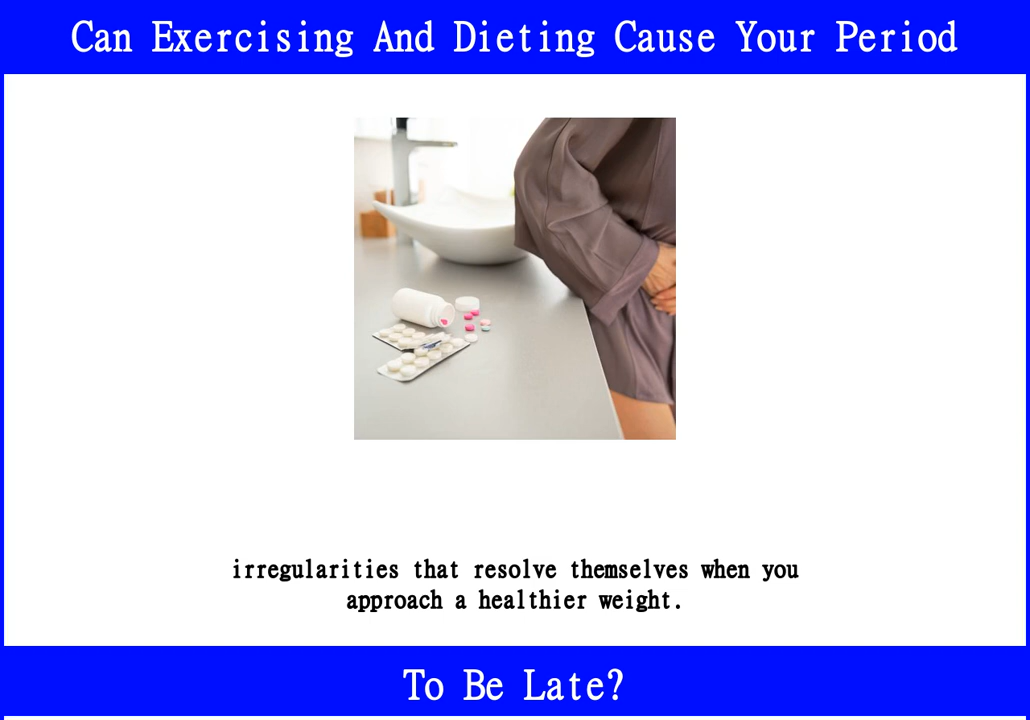 Can Exercising And Dieting Cause Your Period
irregularities that resolve themselves when you
approach a healthier weight.
To Be Late?